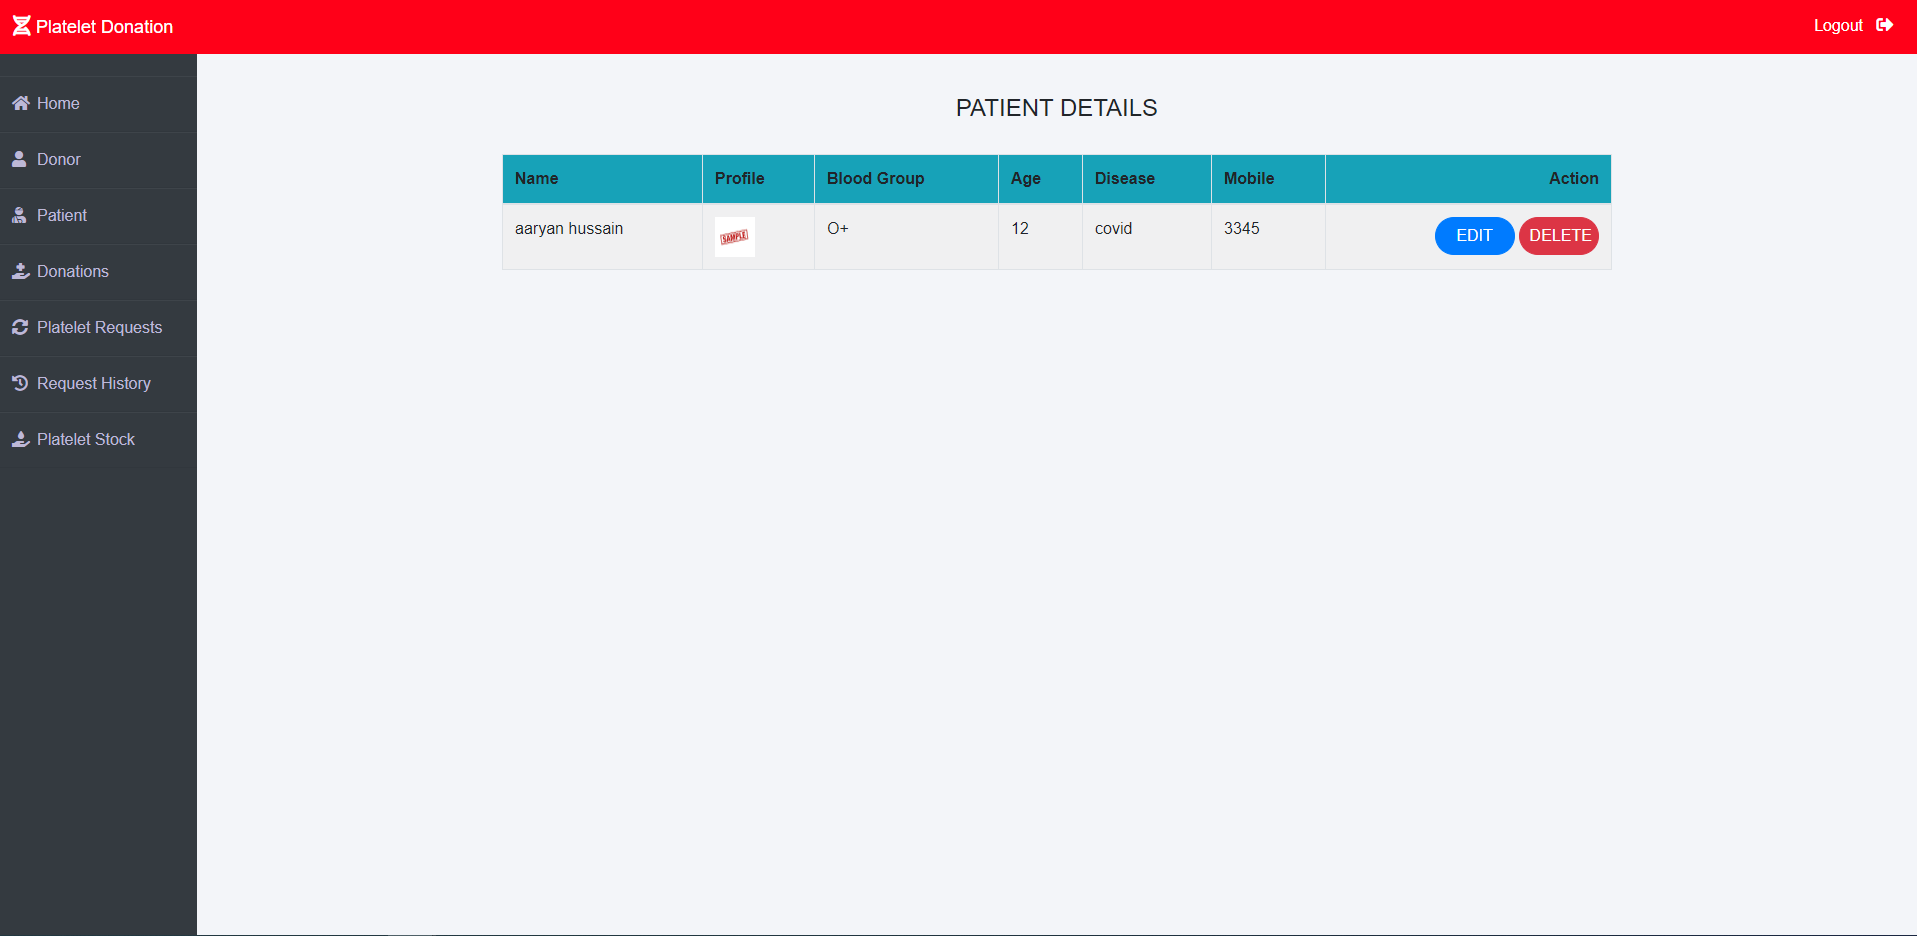 Platelet Donation
Logout
Home
Donor
Patient
Donations
Platelet Requests
Request History
Platelet Stock
PATIENT DETAILS
Name Profile Blood Group Age Disease Mobile Action
aaryan hussain SAMPLE O+ 12 covid 3345 EDIT DELETE